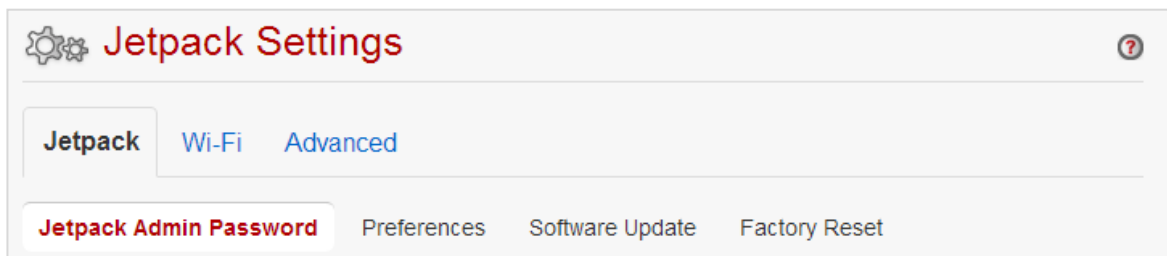 Jetpack Settings
?
Jetpack Wi-Fi Advanced
Jetpack Admin Password Preferences Software Update Factory Reset